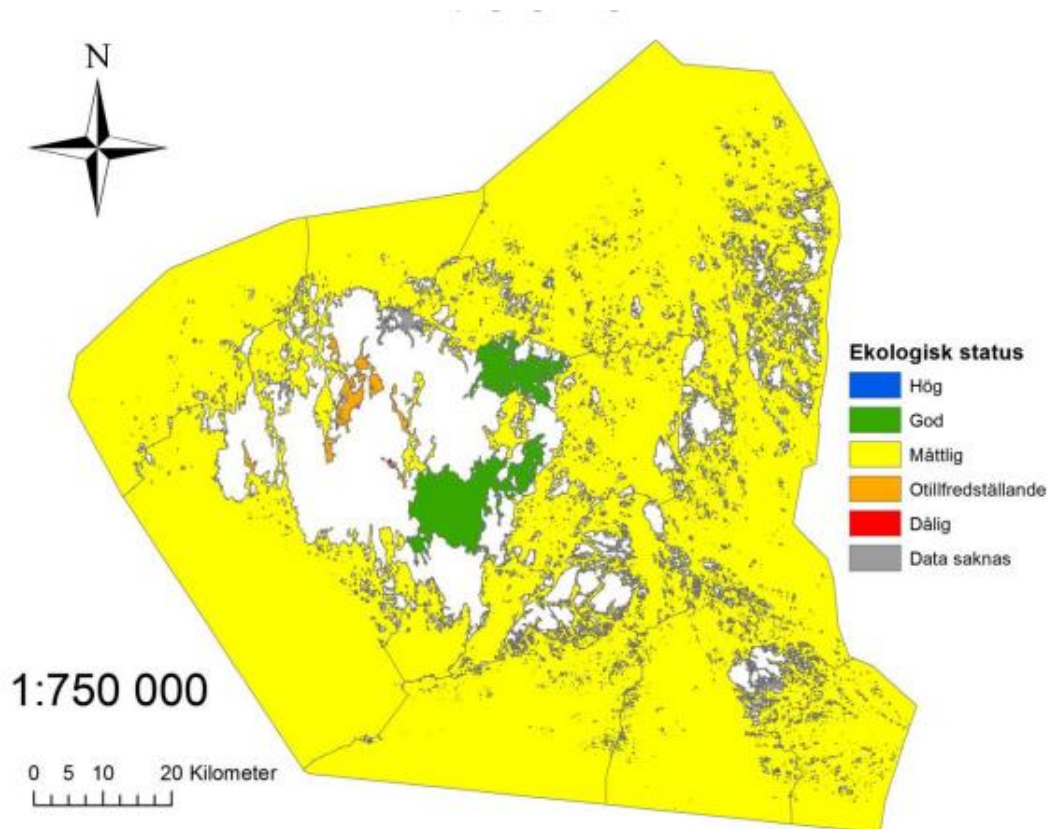 N
Ekologisk status
Hög
God
Måttlig
Otillfredställande
Dålig
Data saknas
1:750 000
0 5 10 20 Kilometer